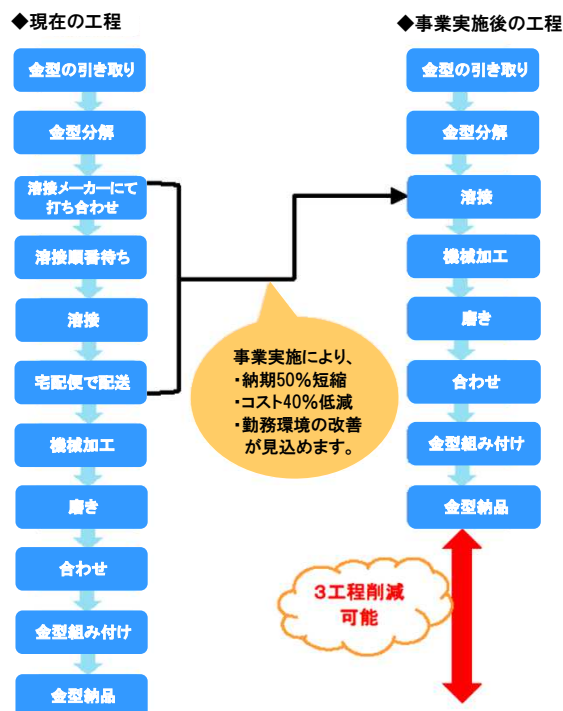 ◆現在の工程
金型の引き取り
金型分解
溶接メーカーにて
打ち合わせ
溶接順番待ち
溶接
宅配便で配送
機械加工
磨き
合わせ
金型組み付け
金型納品
事業実施により、
・納期50%短縮
・コスト40%低減
・勤務環境の改善
が見込めます。
◆事業実施後の工程
金型の引き取り
金型分解
溶接
機械加工
磨き
合わせ
金型組み付け
金型納品
3工程削減
可能